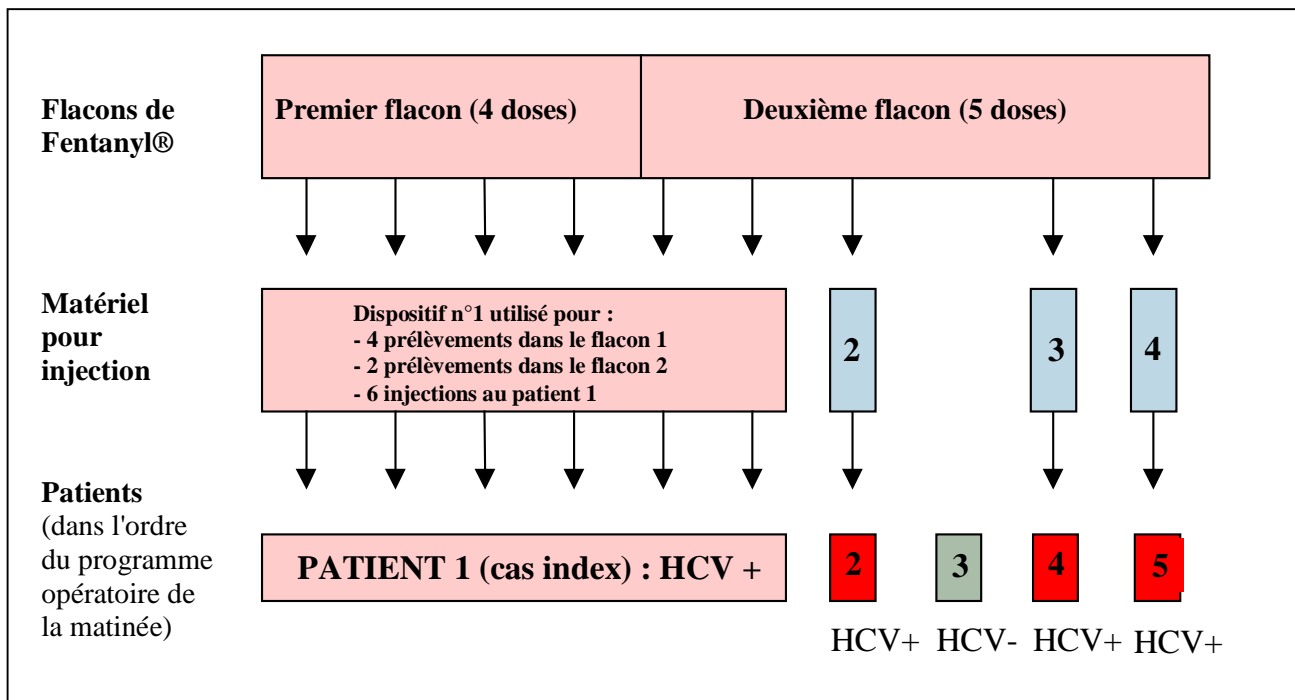 Flacons de
Fentanyl®
Premier flacon (4 doses)
Deuxième flacon (5 doses)
Matériel
pour
injection
Dispositif n°1 utilisé pour :
- 4 prélèvements dans le flacon 1
- 2 prélèvements dans le flacon 2
- 6 injections au patient 1
2
3
4
Patients
(dans l'ordre
du programme
opératoire de
la matinée)
PATIENT 1 (cas index) : HCV +
2
3
4
5
HCV+
HCV-
HCV+
HCV+